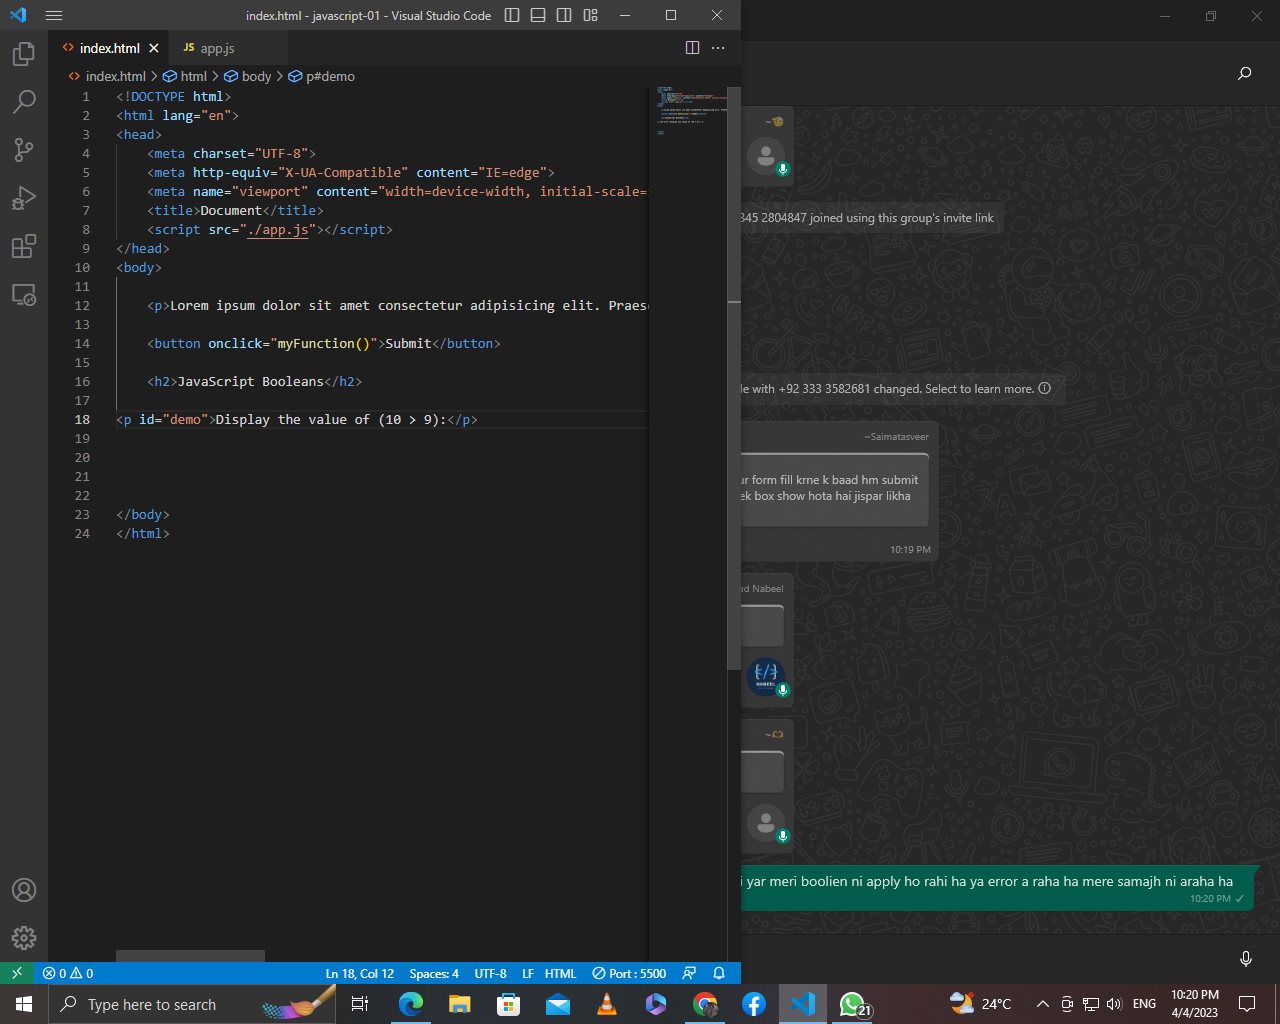 index.html - javascript-01 - Visual Studio Code
index.html
JS app.js
index.html > html > body > p#demo
1 <!DOCTYPE html>
2 <html lang="en">
3 <head>
4 <meta charset="UTF-8">
5 <meta http-equiv="X-UA-Compatible" content="IE=edge">
6 <meta name="viewport" content="width=device-width, initial-scale=
7 <title>Document</title>
8 <script src="./app.js"></script>
9 </head>
10 <body>
11
12 <p>Lorem ipsum dolor sit amet consectetur adipisicing elit. Praes
13
14 <button onclick="myFunction()">Submit</button>
15
16 <h2>JavaScript Booleans</h2>
17
18 <p id="demo">Display the value of (10 > 9):</p>
19
20
21
22
23 </body>
24 </html>
0 0
Ln 18, Col 12 Spaces: 4 UTF-8 LF HTML Port : 5500
345 2804847 joined using this group's invite link
with +92 333 3582681 changed. Select to learn more.
~Saimatasveer
ur form fill krne k baad hm submit
ek box show hota hai jispar likha
10:19 PM
Nabeel
NABEEL
yar meri boolien ni apply ho rahi ha ya error a raha ha mere samajh ni araha ha
10:20 PM
Type here to search
21
24°C
ENG
10:20 PM
4/4/2023